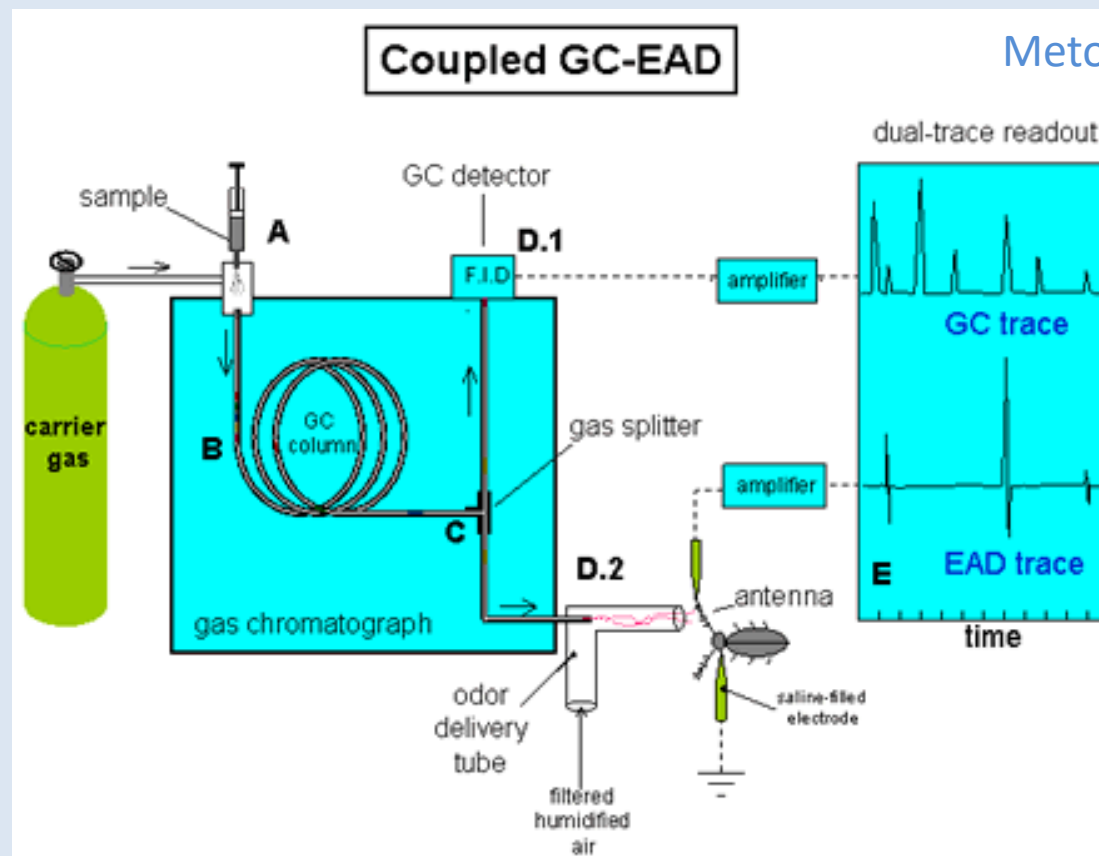 Coupled GC-EAD
Meto
dual-trace readout
GC detector
sample
A
D.1
F.I.D
amplifier
GC trace
carrier
gas
B
GC
column
gas splitter
C
amplifier
D.2
EAD trace
E
antenna
gas chromatograph
time
odor
delivery
tube
saline-filled
electrode
filtered
humidified
air